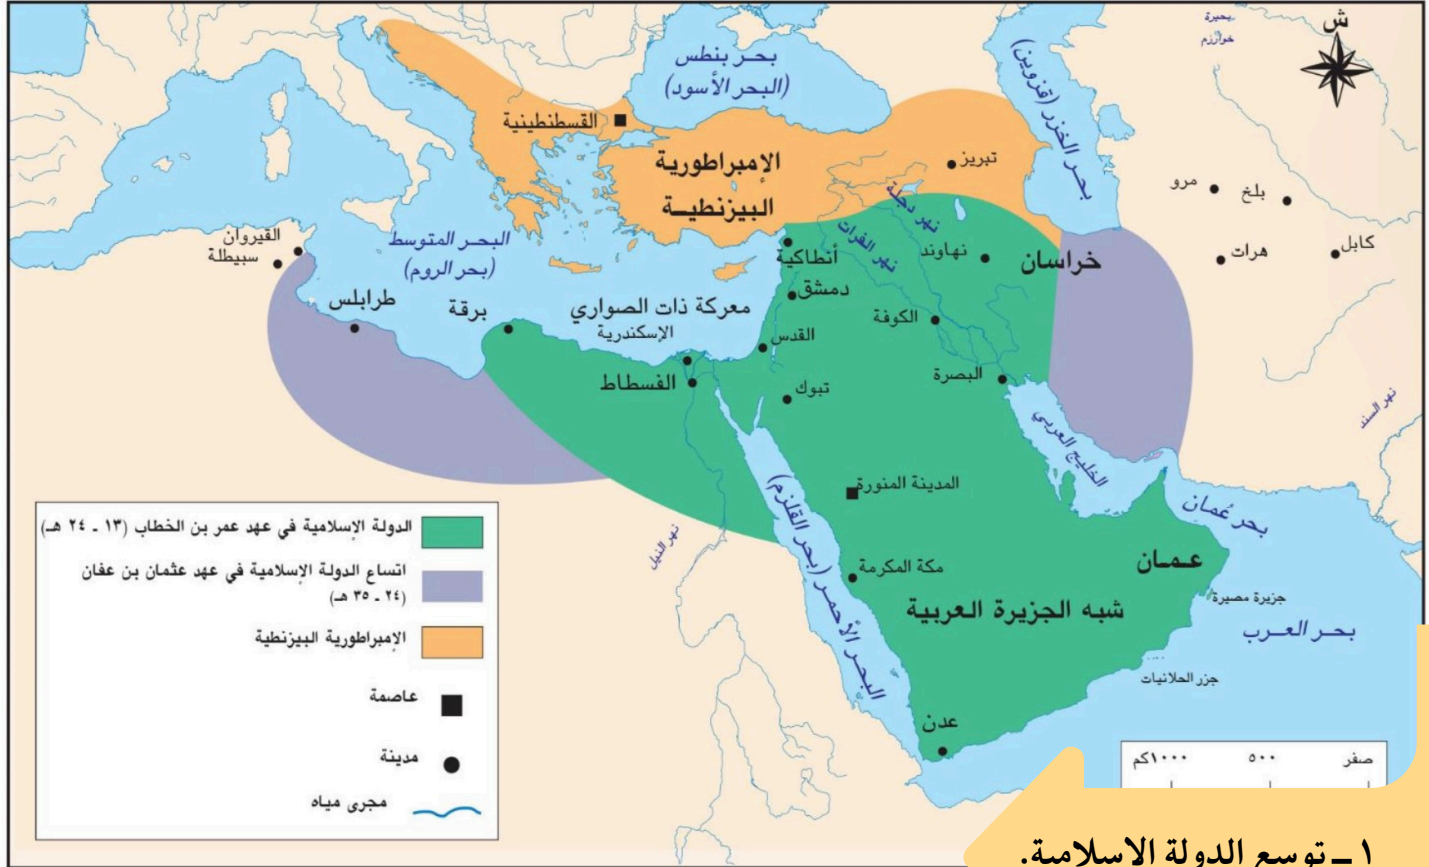 ش
بحيرة
خوارزم
بحر بنطس
(البحر الأسود)
بحر الخزر (قزوين)
القسطنطينية
الإمبراطورية
البيزنطية
تبريز
مرو
بلخ
كابل
هرات
نهر دجلة
نهر الفرات
القيروان
سبيطلة
البحر المتوسط
(بحر الروم)
أنطاكية
نهاوند
خراسان
دمشق
طرابلس
برقة
معركة ذات الصواري
الإسكندرية
الكوفة
القدس
الفسطاط
تبوك
البصرة
نهر السند
الخليج العربي
المدينة المنورة
البحر الأحمر (بحر القلزم)
بحر عُمان
نهر النيل
عمان
مكة المكرمة
شبه الجزيرة العربية
جزيرة مصيرة
بحر العرب
جزر الحلانيات
عدن
الدولة الإسلامية في عهد عمر بن الخطاب (١٣ - ٢٤ هـ)
اتساع الدولة الإسلامية في عهد عثمان بن عفان
(٢٤ - ٣٥ هـ)
الإمبراطورية البيزنطية
عاصمة
مدينة
مجرى مياه
صفر ٥٠٠ ١٠٠٠كم
١ - توسع الدولة الإسلامية.